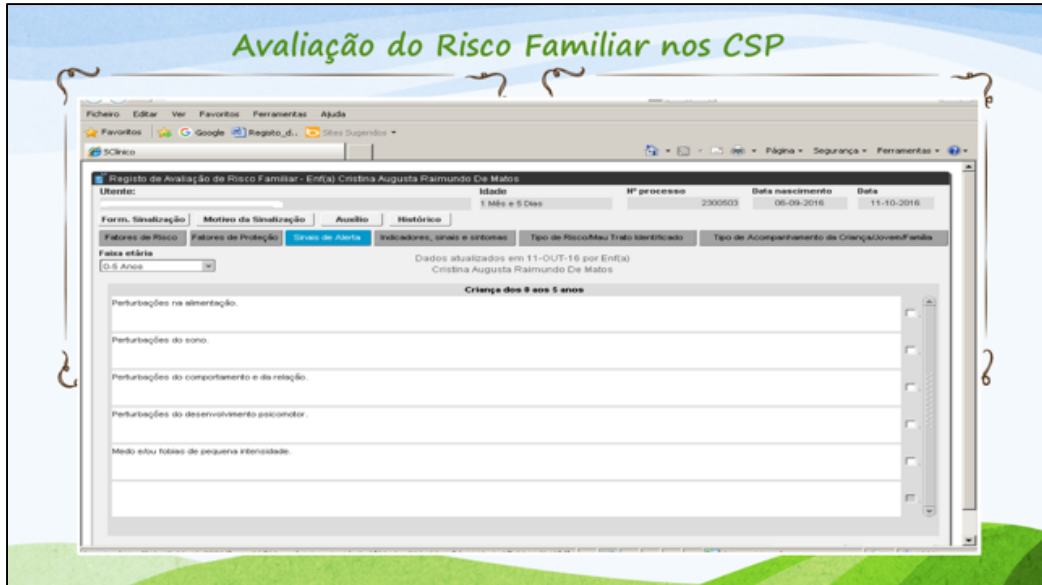 Avaliação do Risco Familiar nos CSP
Ficheiro Editar Ver Favoritos Ferramentas Ajuda
Favoritos Google Registo_d... Sites Sugeridos
SClínico Página Segurança Ferramentas
Registo de Avaliação de Risco Familiar - Enf(a) Cristina Augusta Raimundo De Matos
Utente: Idade Nº processo Data nascimento Data
1 Mês e 5 Dias 2300503 06-09-2016 11-10-2016
Form. Sinalização Motivo da Sinalização Auxílio Histórico
Fatores de Risco Fatores de Proteção Sinais de Alerta Indicadores, sinais e sintomas Tipo de Risco/Mau Trato Identificado Tipo de Acompanhamento da Criança/Jovem/Família
Faixa etária
0-5 Anos
Dados atualizados em 11-OUT-16 por Enf(a)
Cristina Augusta Raimundo De Matos
Criança dos 0 aos 5 anos
Perturbações na alimentação.
Perturbações do sono.
Perturbações do comportamento e da relação.
Perturbações do desenvolvimento psicomotor.
Medo e/ou fobias de pequena intensidade.